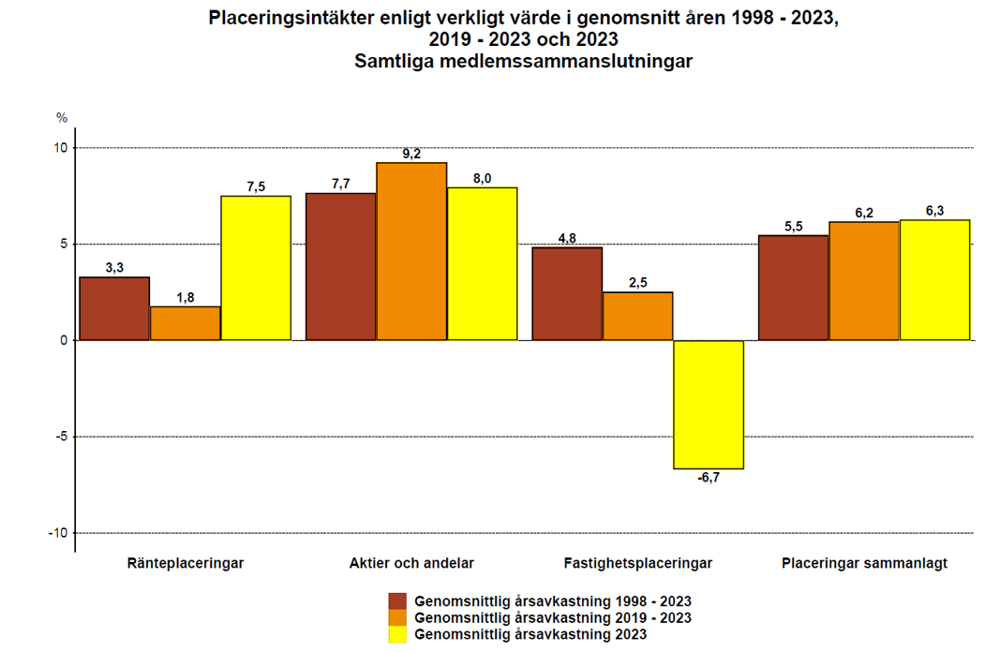 Placeringsintäkter enligt verkligt värde i genomsnitt åren 1998 - 2023,
2019 - 2023 och 2023
Samtliga medlemssammanslutningar
%
10
5
0
-5
-10
3,3
1,8
7,5
7,7
9,2
8,0
4,8
2,5
-6,7
5,5
6,2
6,3
Ränteplaceringar
Aktier och andelar
Fastighetsplaceringar
Placeringar sammanlagt
Genomsnittlig årsavkastning 1998 - 2023
Genomsnittlig årsavkastning 2019 - 2023
Genomsnittlig årsavkastning 2023